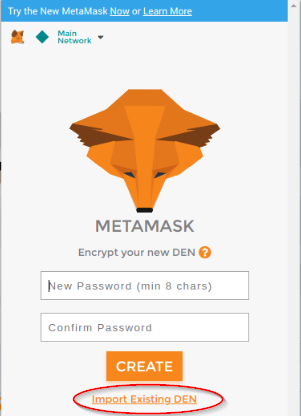 Try the New MetaMask Now or Learn More
Main
Network
METAMASK
Encrypt your new DEN ?
New Password (min 8 chars)
Confirm Password
CREATE
Import Existing DEN